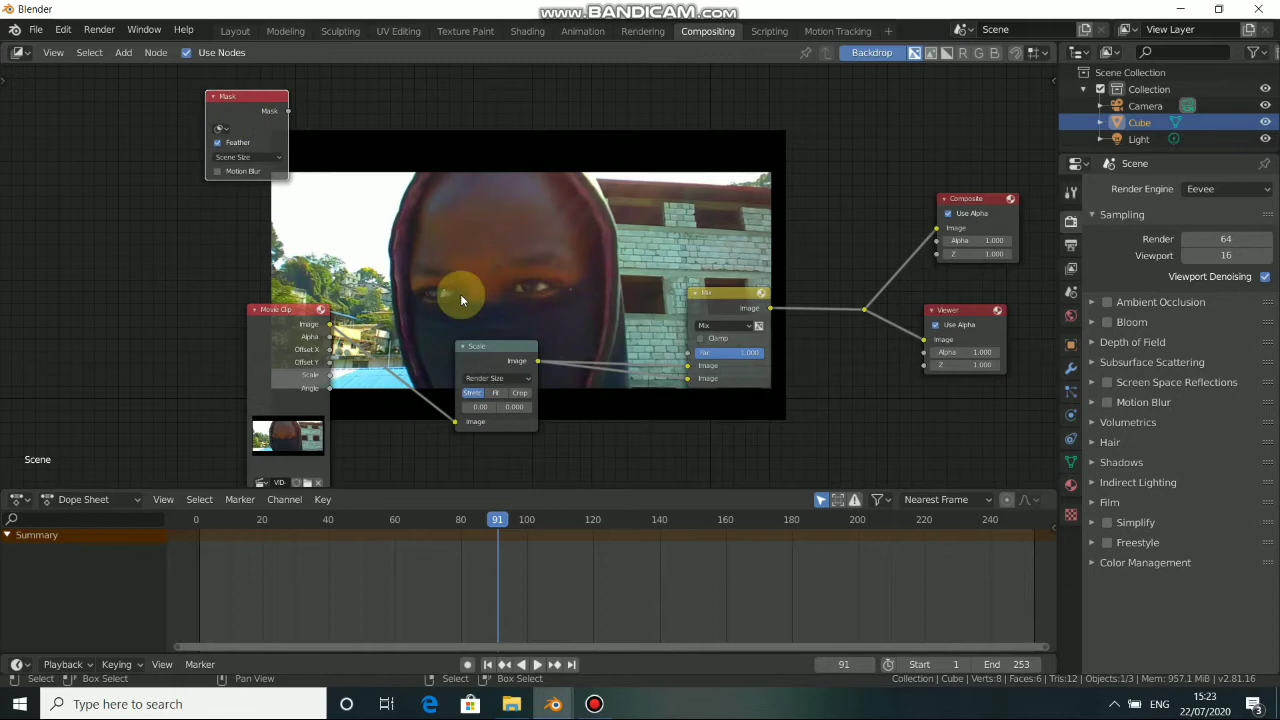 Blender
www.BANDICAM.com
File Edit Render Window Help
Layout Modeling Sculpting UV Editing Texture Paint Shading Animation Rendering Compositing + Scripting Motion Tracking
Scene
View Layer
View Select Add Node Use Nodes
Backdrop
R G B
Scene Collection
Collection
Camera
Cube
Light
Mask
Mask
Feather
Scene Size
Motion Blur
Movie Clip
Image
Alpha
Offset X
Offset Y
Scale
Angle
VID-
Scale
Image
Render Size
Stretc Fit Crop
0.00 0.000
Image
Mix
Image
Mix
Clamp
Fac 1.000
Image
Image
Composite
Use Alpha
Image
Alpha 1.000
Z 1.000
Viewer
Use Alpha
Image
Alpha 1.000
Z 1.000
Scene
Scene
Render Engine Eevee
Sampling
Render 64
Viewport 16
Viewport Denoising
Ambient Occlusion
Bloom
Depth of Field
Subsurface Scattering
Screen Space Reflections
Motion Blur
Volumetrics
Hair
Shadows
Indirect Lighting
Film
Simplify
Freestyle
Color Management
Dope Sheet View Select Marker Channel Key
Nearest Frame
0 20 40 60 80 91 100 120 140 160 180 200 220 240
Summary
Playback Keying View Marker
91
Start 1
End 253
Select Box Select Pan View Select Box Select
Collection | Cube | Verts:8 | Faces:6 | Tris:12 | Objects:1/3 | Mem: 957.1 MiB | v2.81.16
Type here to search
ENG
15:23
22/07/2020
3